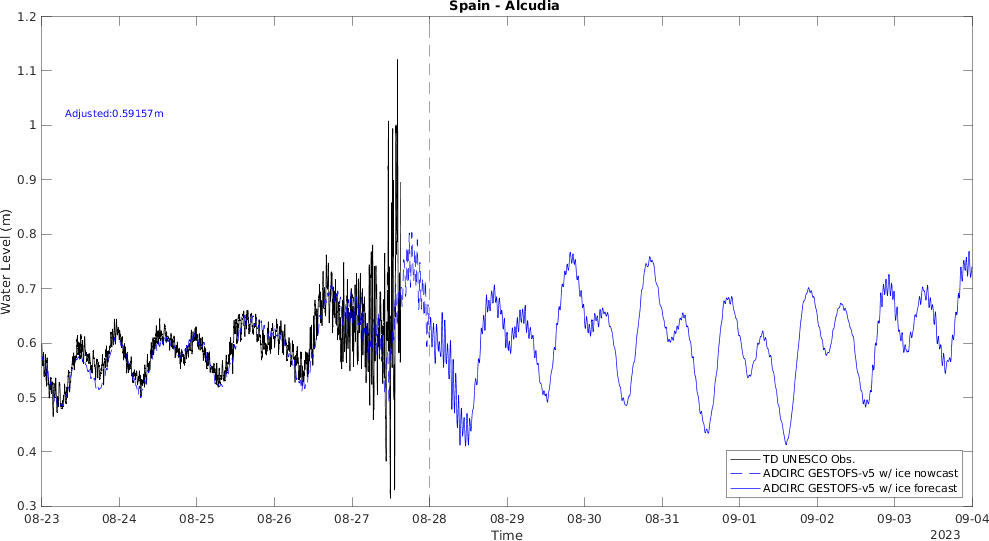 Spain - Alcudia
1.2
1.1
1
0.9
0.8
0.7
0.6
0.5
0.4
0.3
Water Level (m)
Adjusted:0.59157m
TD UNESCO Obs.
ADCIRC GESTOFS-v5 w/ ice nowcast
ADCIRC GESTOFS-v5 w/ ice forecast
08-23 08-24 08-25 08-26 08-27 08-28 08-29 08-30 08-31 09-01 09-02 09-03 09-04
Time
2023